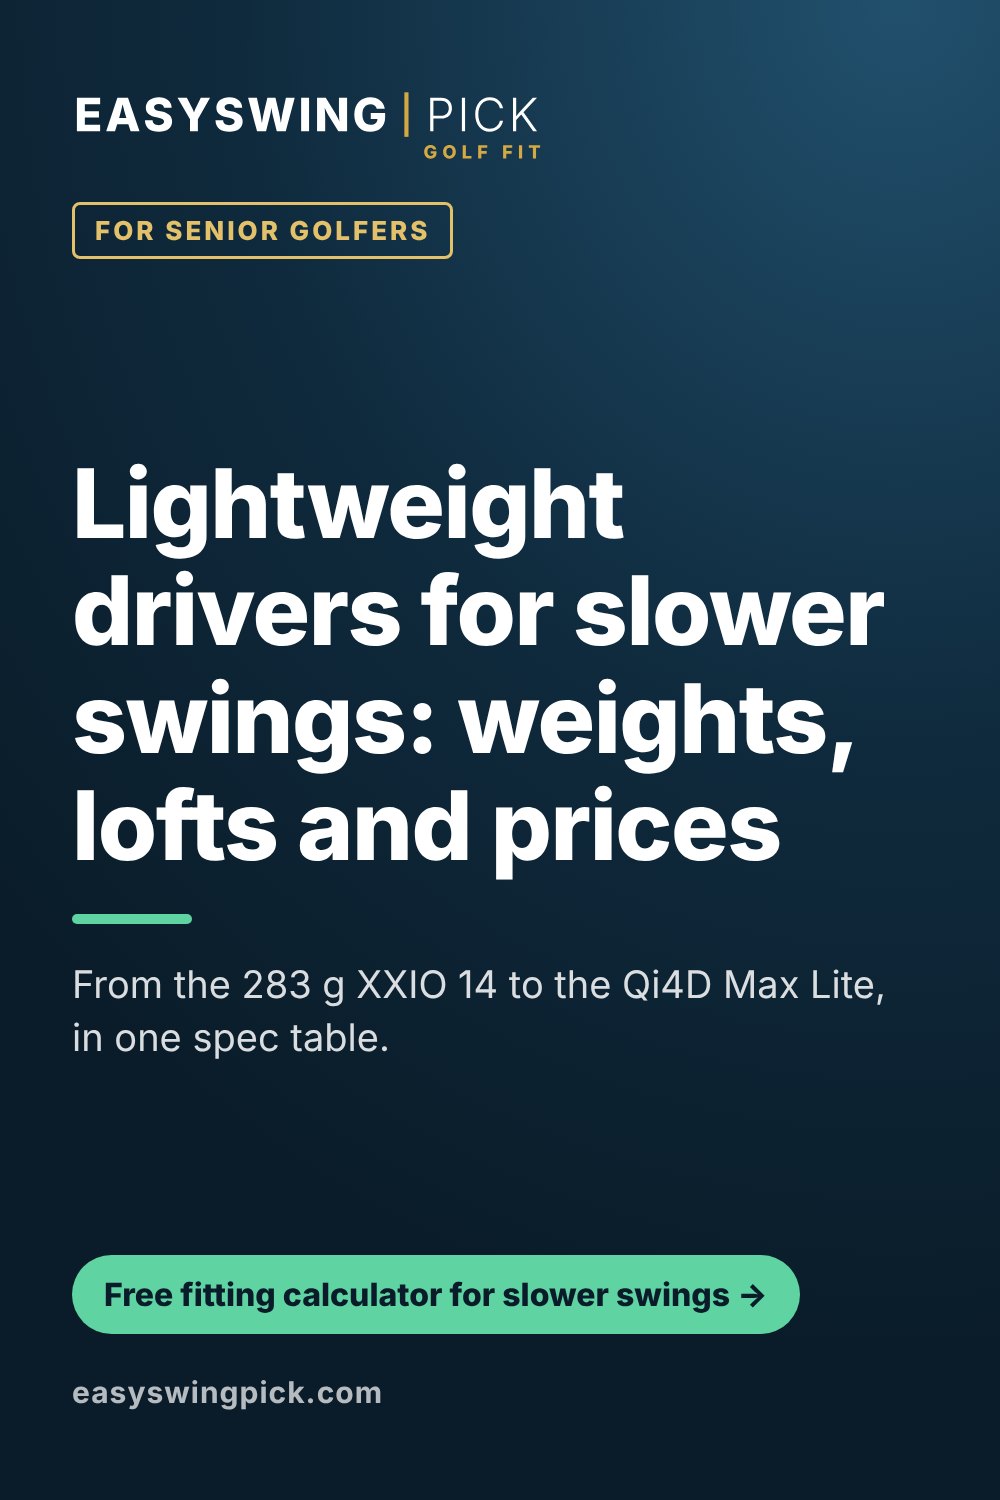 EASYSWING | PICK
GOLF FIT
FOR SENIOR GOLFERS
Lightweight
drivers for slower
swings: weights,
lofts and prices
From the 283 g XXIO 14 to the Qi4D Max Lite,
in one spec table.
Free fitting calculator for slower swings →
easyswingpick.com